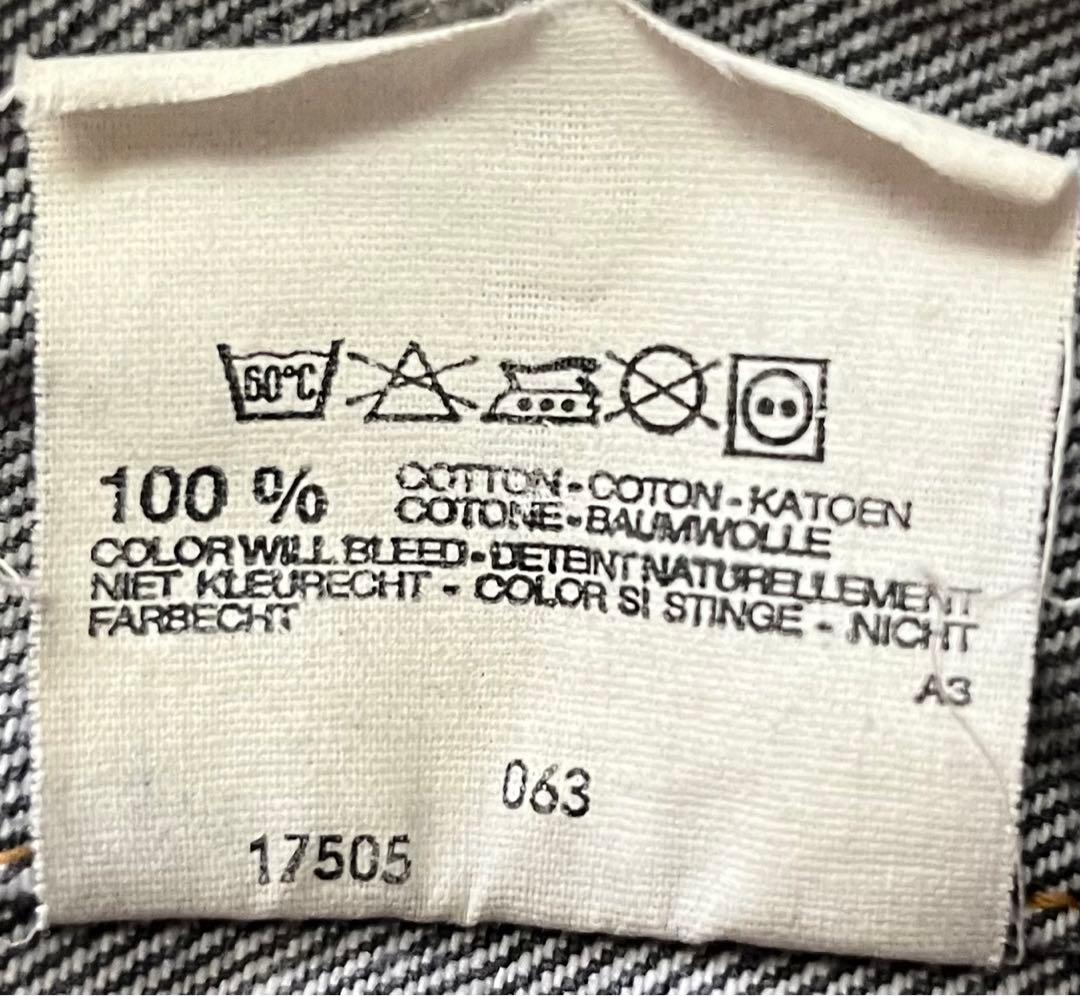 60°C
100 % COTTON - COTON - KATOEN
COTONE - BAUMWOLLE
COLOR WILL BLEED - DETEINT NATURELLEMENT
NIET KLEURECHT - COLOR SI STINGE - NICHT
FARBECHT
A3
063
17505